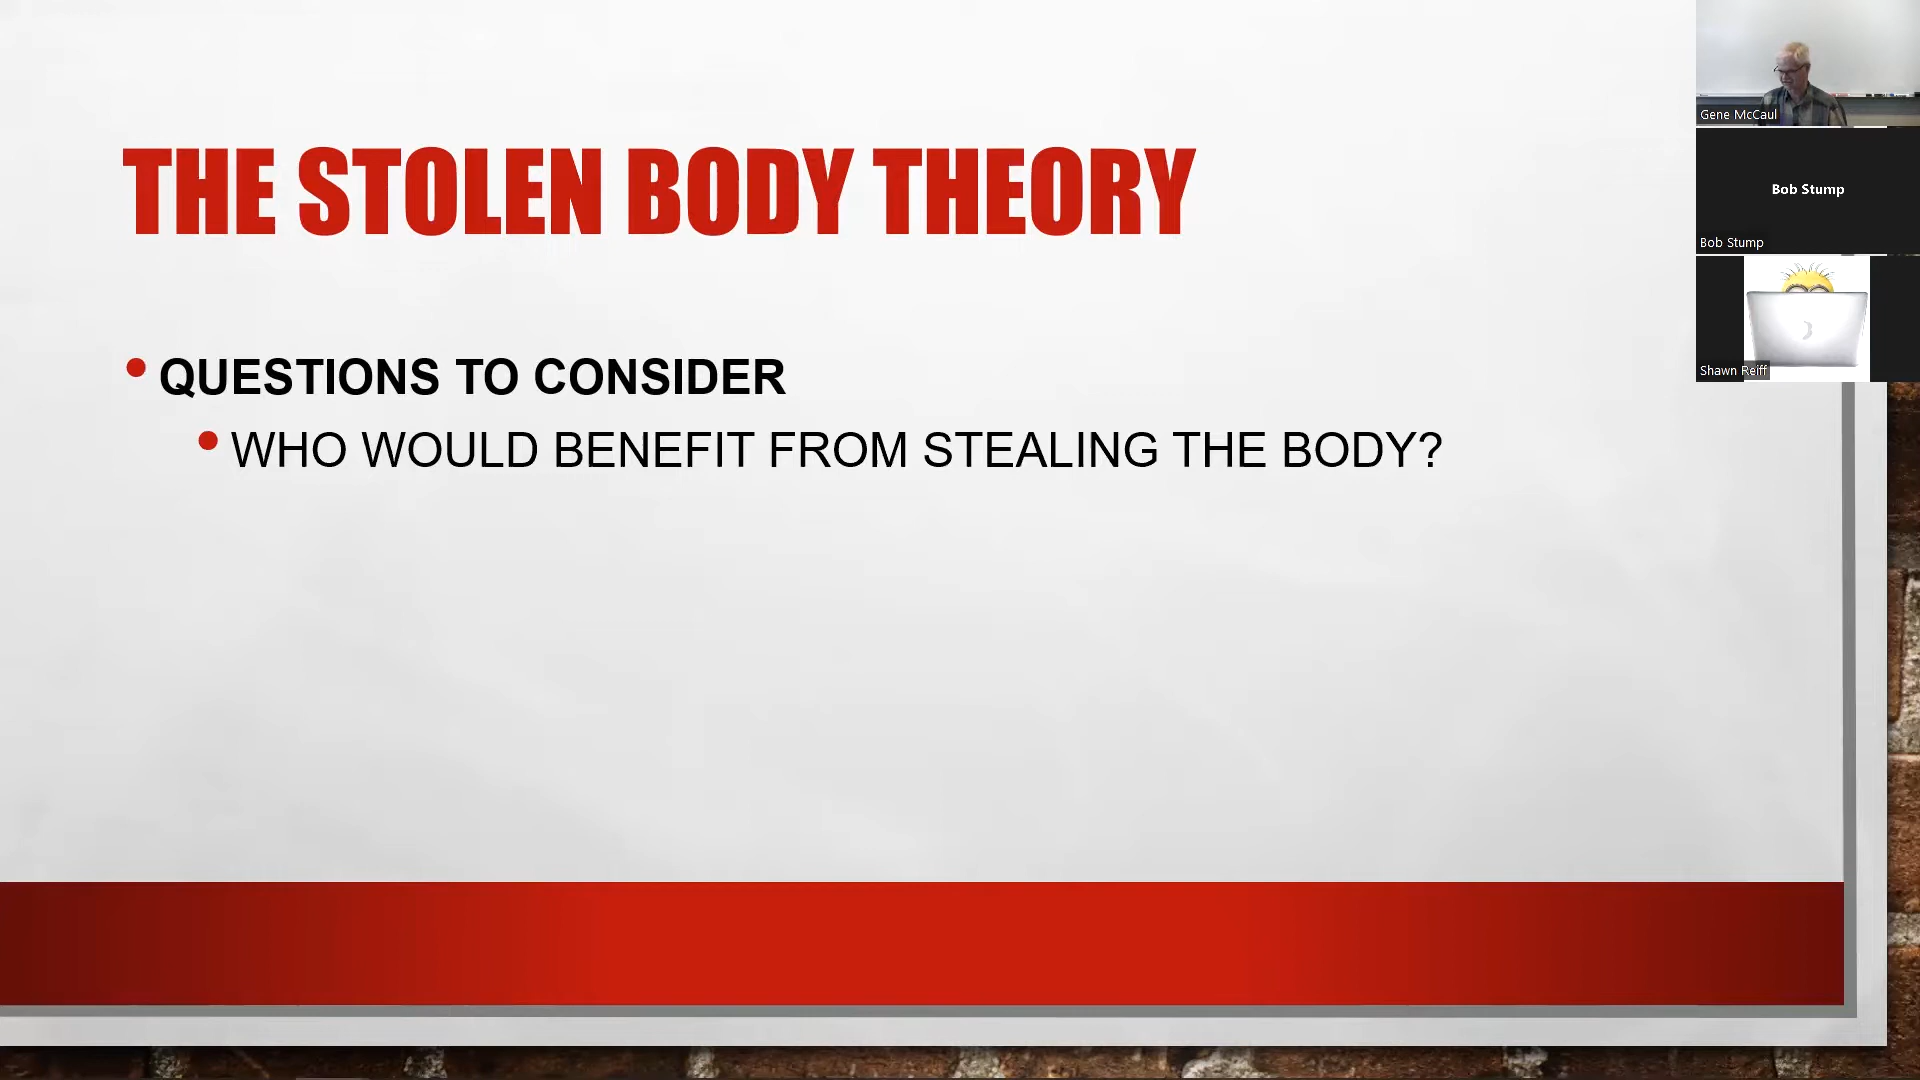 THE STOLEN BODY THEORY
QUESTIONS TO CONSIDER
WHO WOULD BENEFIT FROM STEALING THE BODY?
Gene McCaul
Bob Stump
Bob Stump
Shawn Reiff